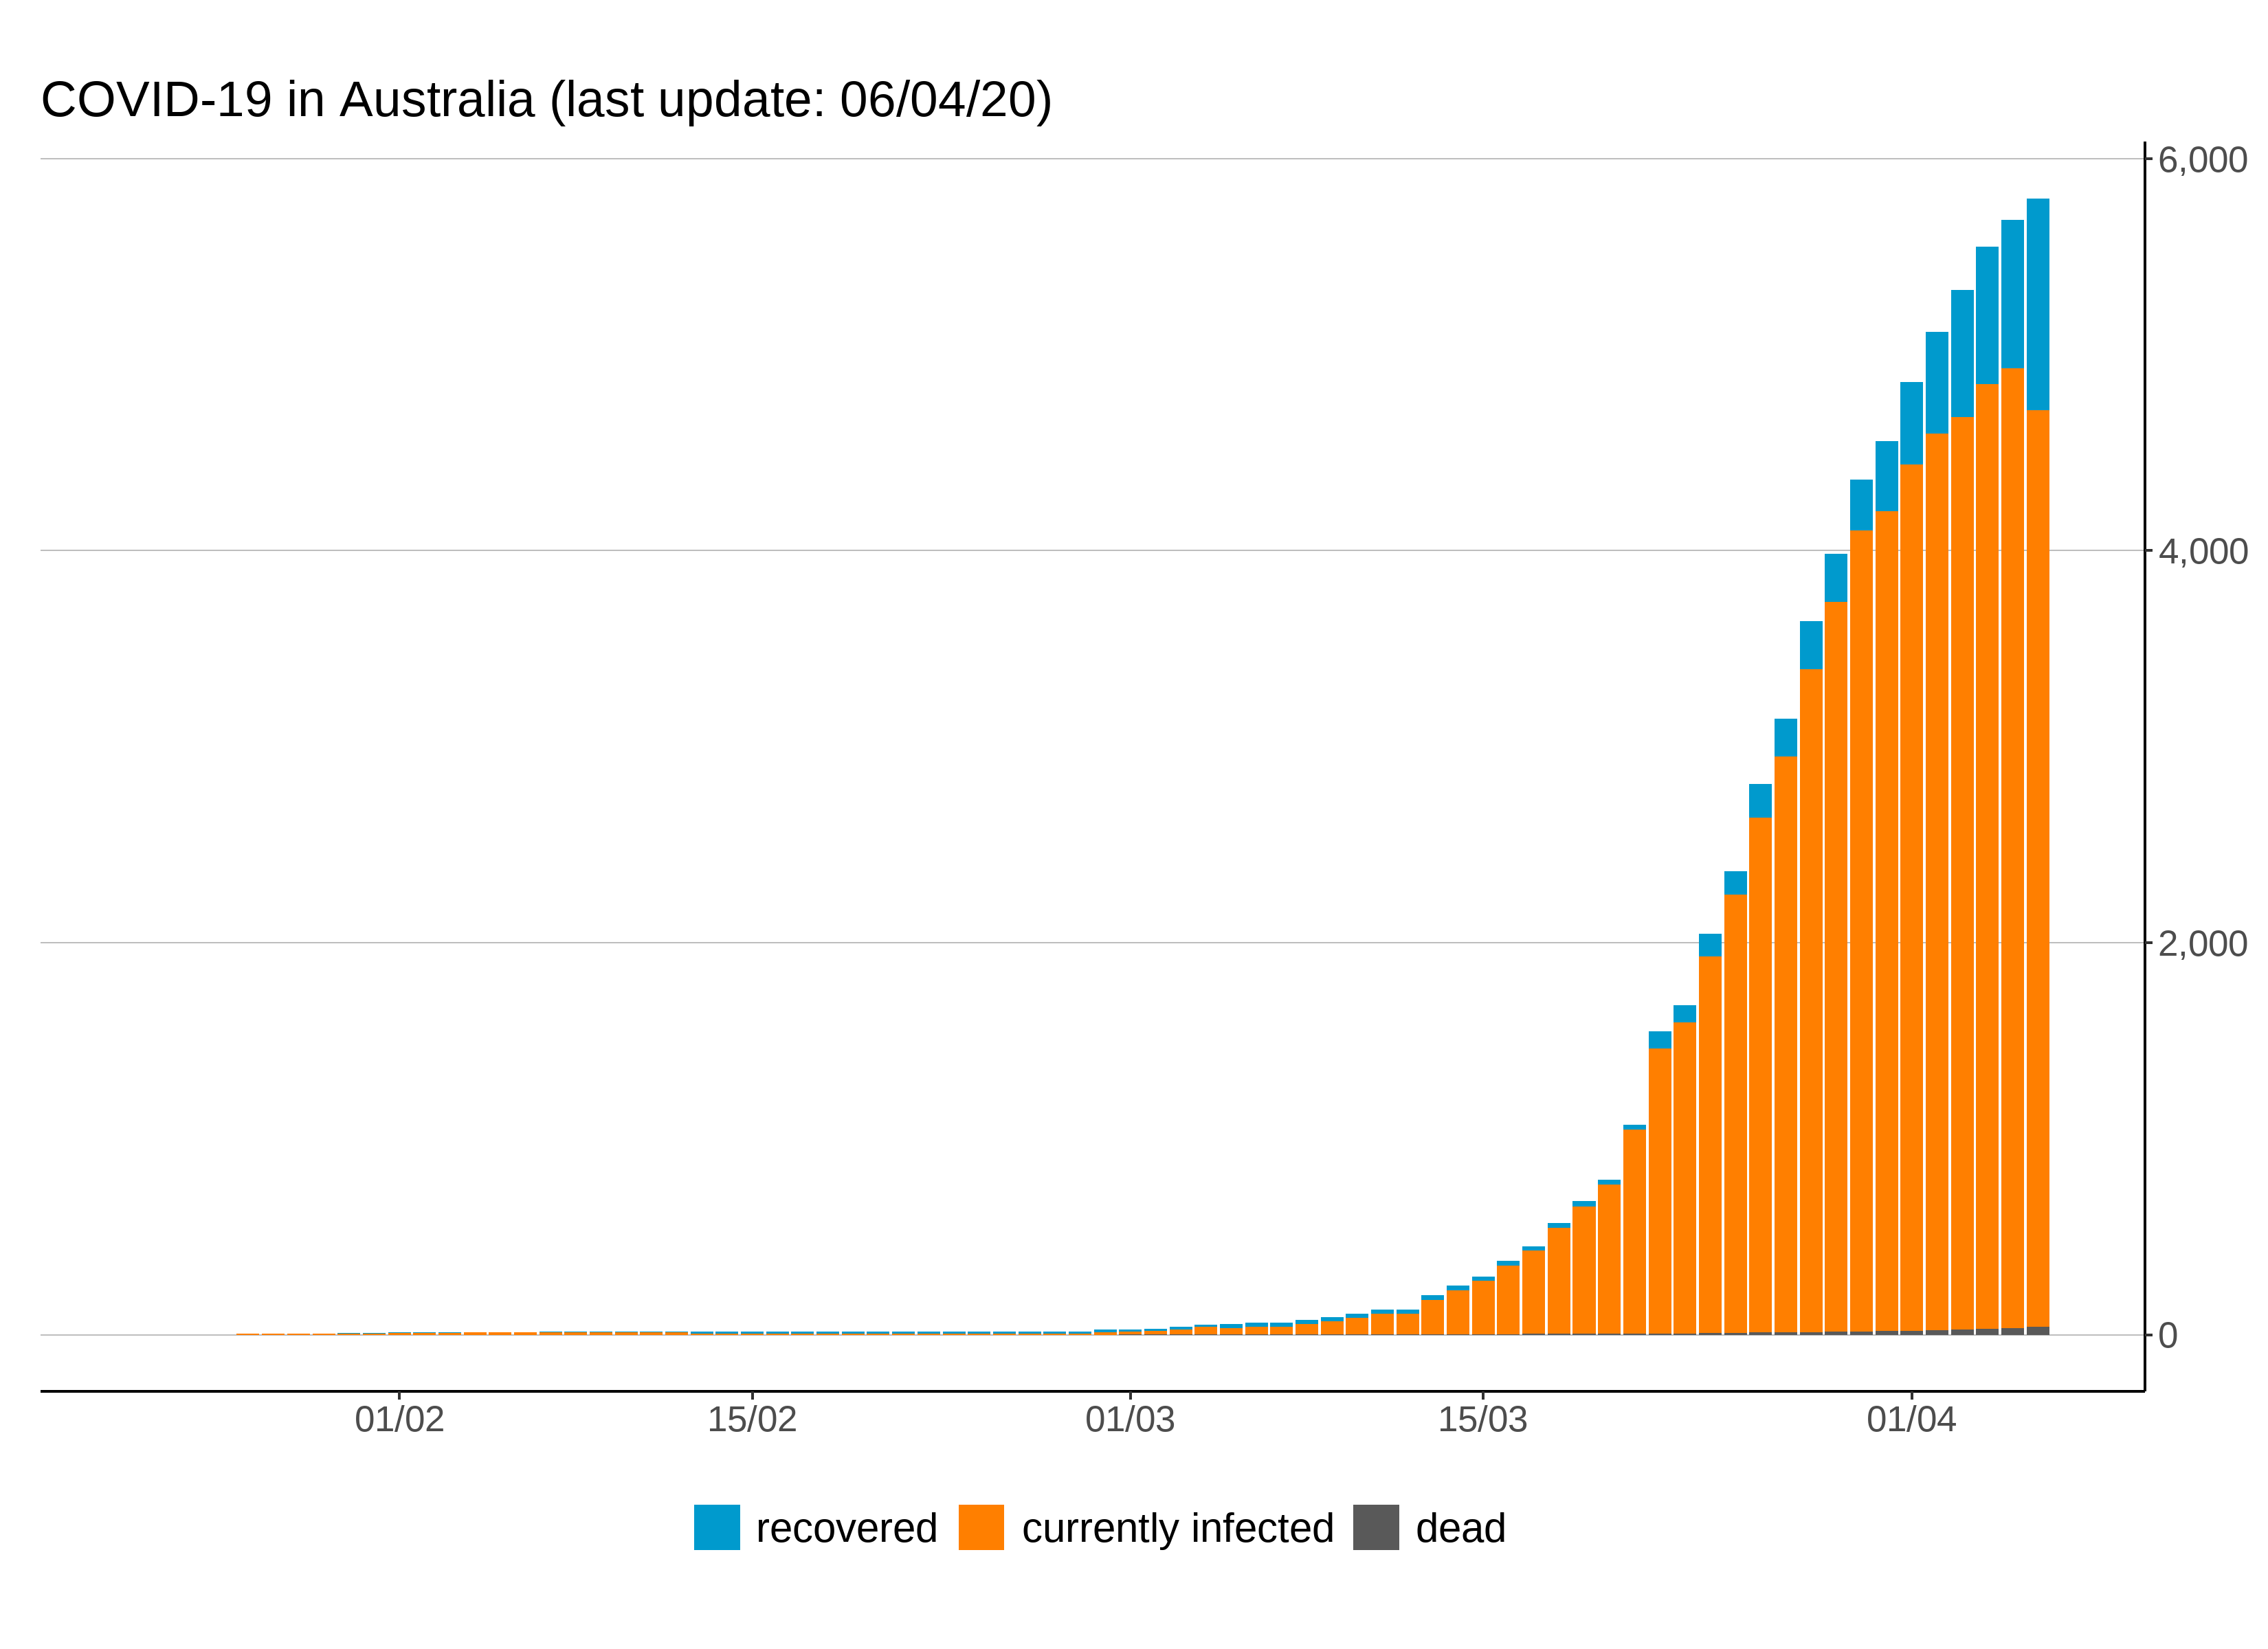 COVID-19 in Australia (last update: 06/04/20)
6,000
4,000
2,000
0
01/02 15/02 01/03 15/03 01/04
recovered currently infected dead